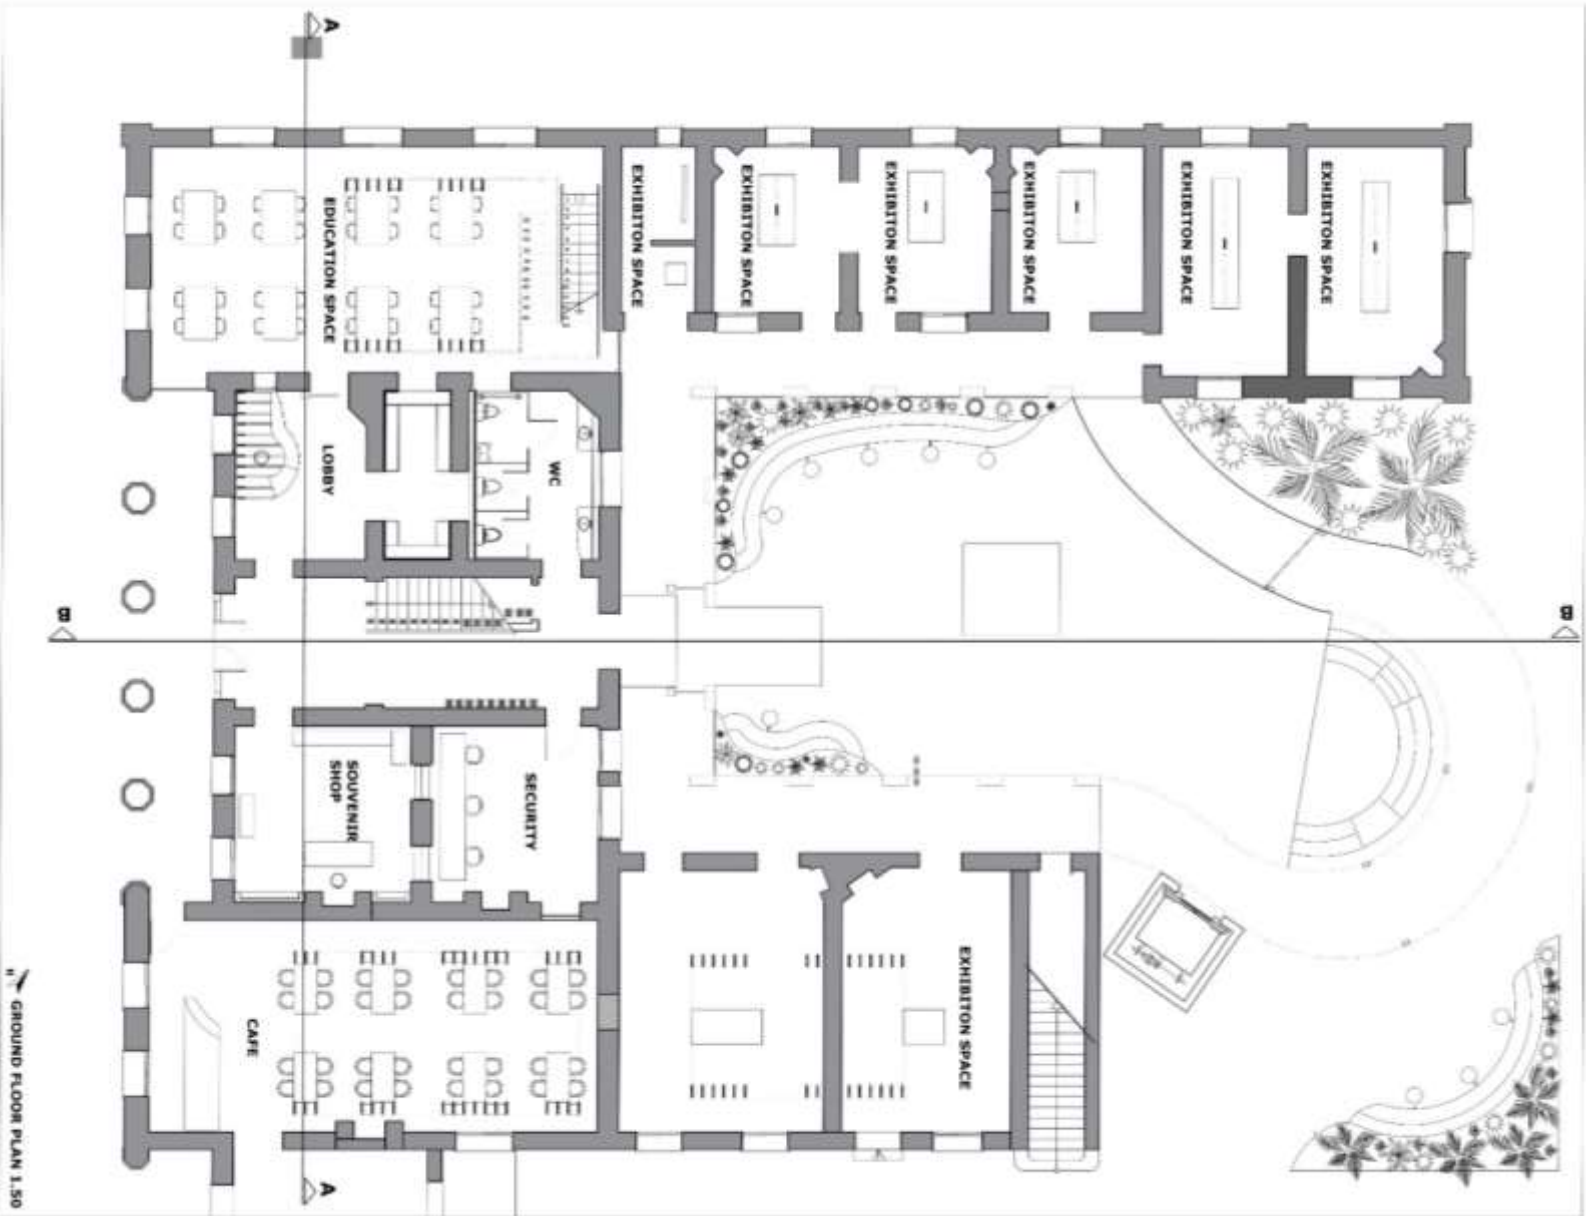 A
EDUCATION SPACE
EXHIBITON SPACE
EXHIBITON SPACE
EXHIBITON SPACE
EXHIBITON SPACE
EXHIBITON SPACE
EXHIBITON SPACE
LOBBY
WC
B
B
SOUVENIR
SHOP
SECURITY
CAFE
EXHIBITON SPACE
A
GROUND FLOOR PLAN 1.50